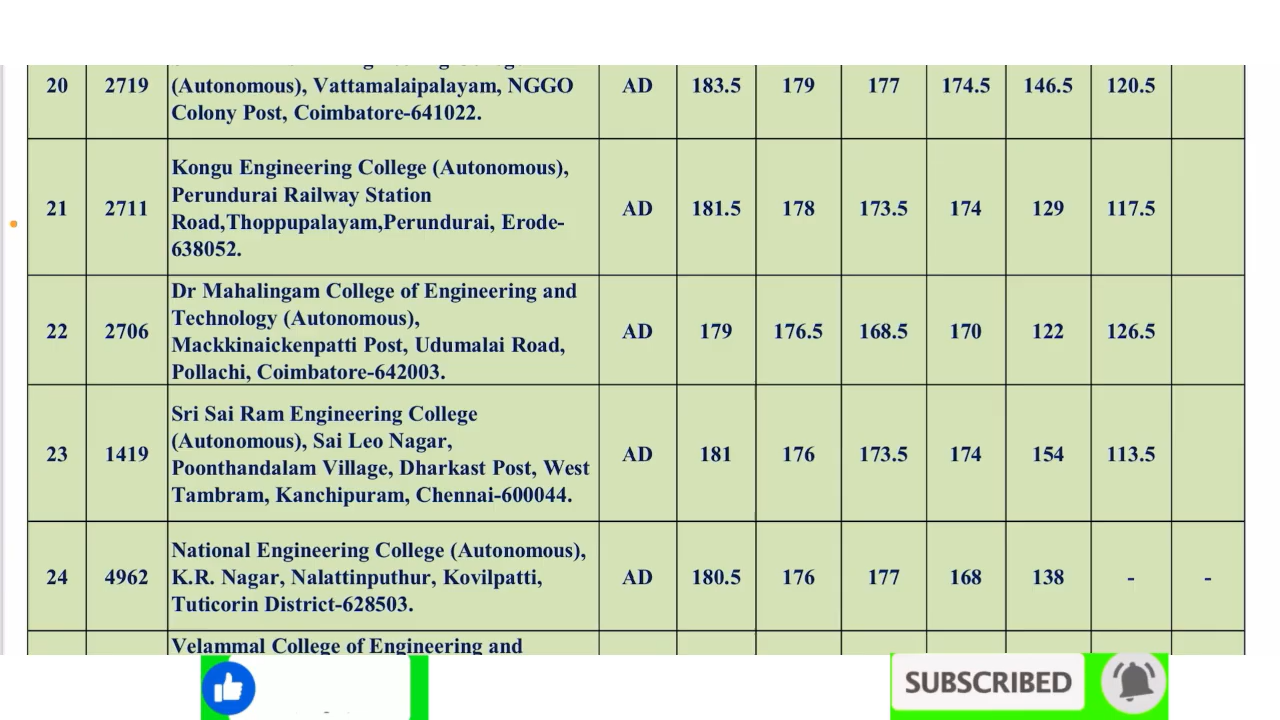 20 2719 (Autonomous), Vattamalaipalayam, NGGO Colony Post, Coimbatore-641022. AD 183.5 179 177 174.5 146.5 120.5
21 2711 Kongu Engineering College (Autonomous), Perundurai Railway Station Road,Thoppupalayam,Perundurai, Erode-638052. AD 181.5 178 173.5 174 129 117.5
22 2706 Dr Mahalingam College of Engineering and Technology (Autonomous), Mackkinaickenpatti Post, Udumalai Road, Pollachi, Coimbatore-642003. AD 179 176.5 168.5 170 122 126.5
23 1419 Sri Sai Ram Engineering College (Autonomous), Sai Leo Nagar, Poonthandalam Village, Dharkast Post, West Tambram, Kanchipuram, Chennai-600044. AD 181 176 173.5 174 154 113.5
24 4962 National Engineering College (Autonomous), K.R. Nagar, Nalattinputhur, Kovilpatti, Tuticorin District-628503. AD 180.5 176 177 168 138 - -
Velammal College of Engineering and
SUBSCRIBED